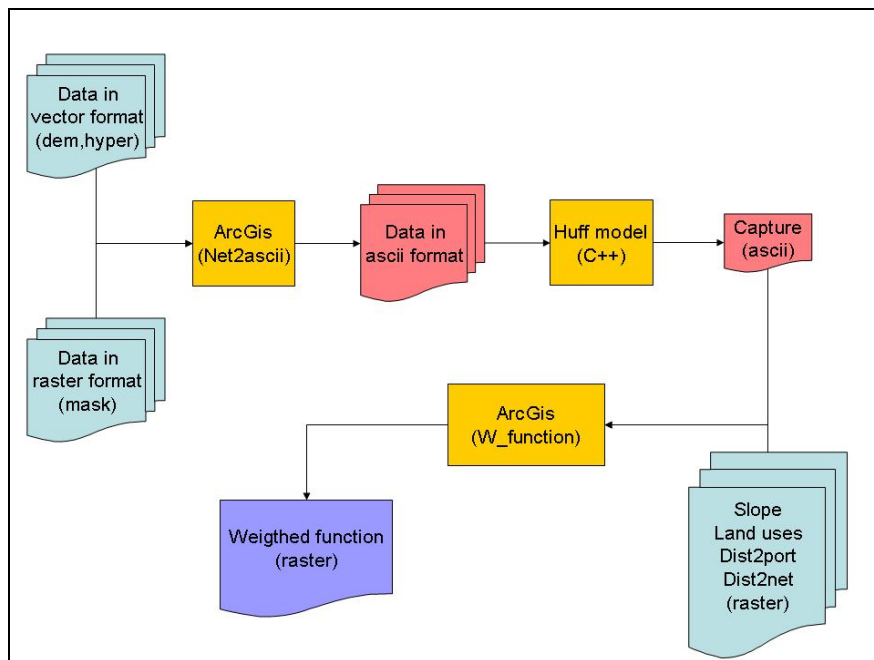 Data in
vector format
(dem,hyper)
ArcGis
(Net2ascii)
Data in
ascii format
Huff model
(C++)
Capture
(ascii)
Data in
raster format
(mask)
ArcGis
(W_function)
Weigthed function
(raster)
Slope
Land uses
Dist2port
Dist2net
(raster)